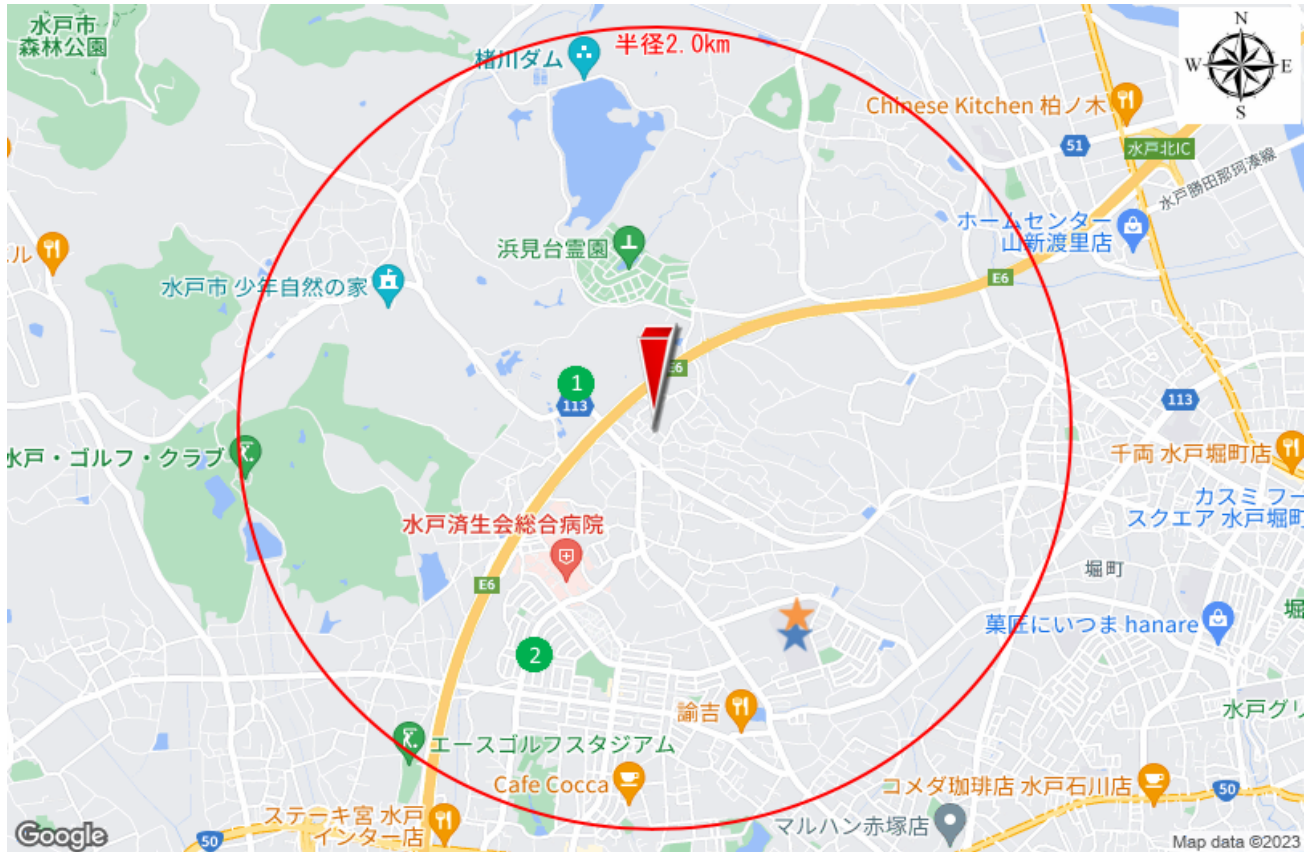 水戸市
森林公園
楮川ダム
半径2.0km
N
W
E
S
Chinese Kitchen 柏ノ木
51
水戸北IC
水戸勝田那珂湊線
ホームセンター
山新渡里店
浜見台霊園
ル
水戸市 少年自然の家
E6
E6
1
113
113
水戸・ゴルフ・クラブ
千両 水戸堀町店
カスミ フー
スクエア 水戸堀町
水戸済生会総合病院
堀町
E6
菓匠にいつま hanare
堀
2
諭吉
水戸グリ
エースゴルフスタジアム
Cafe Cocca
コメダ珈琲店 水戸石川店
50
ステーキ宮 水戸
インター店
マルハン赤塚店
50
Google
Map data ©2023